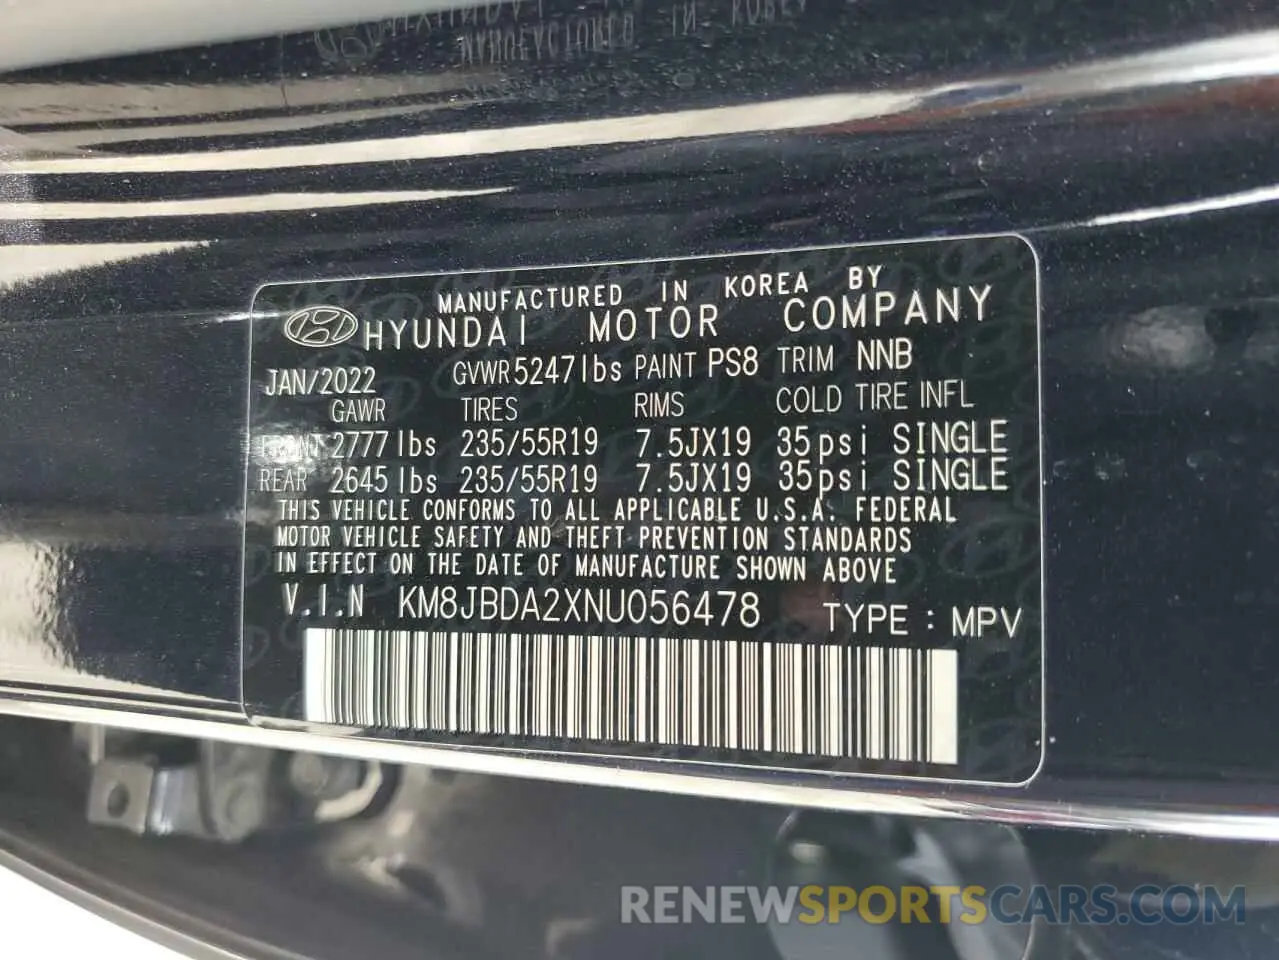 MANUFACTURED IN KOREA BY
HYUNDAI MOTOR COMPANY
JAN/2022 GVWR 5247lbs PAINT PS8 TRIM NNB
GAWR TIRES RIMS COLD TIRE INFL
FRONT 2777lbs 235/55R19 7.5JX19 35psi SINGLE
REAR 2645lbs 235/55R19 7.5JX19 35psi SINGLE
THIS VEHICLE CONFORMS TO ALL APPLICABLE U.S.A. FEDERAL
MOTOR VEHICLE SAFETY AND THEFT PREVENTION STANDARDS
IN EFFECT ON THE DATE OF MANUFACTURE SHOWN ABOVE
V.I.N KM8JBDA2XNU056478 TYPE : MPV
RENEWSPORTSCARS.COM